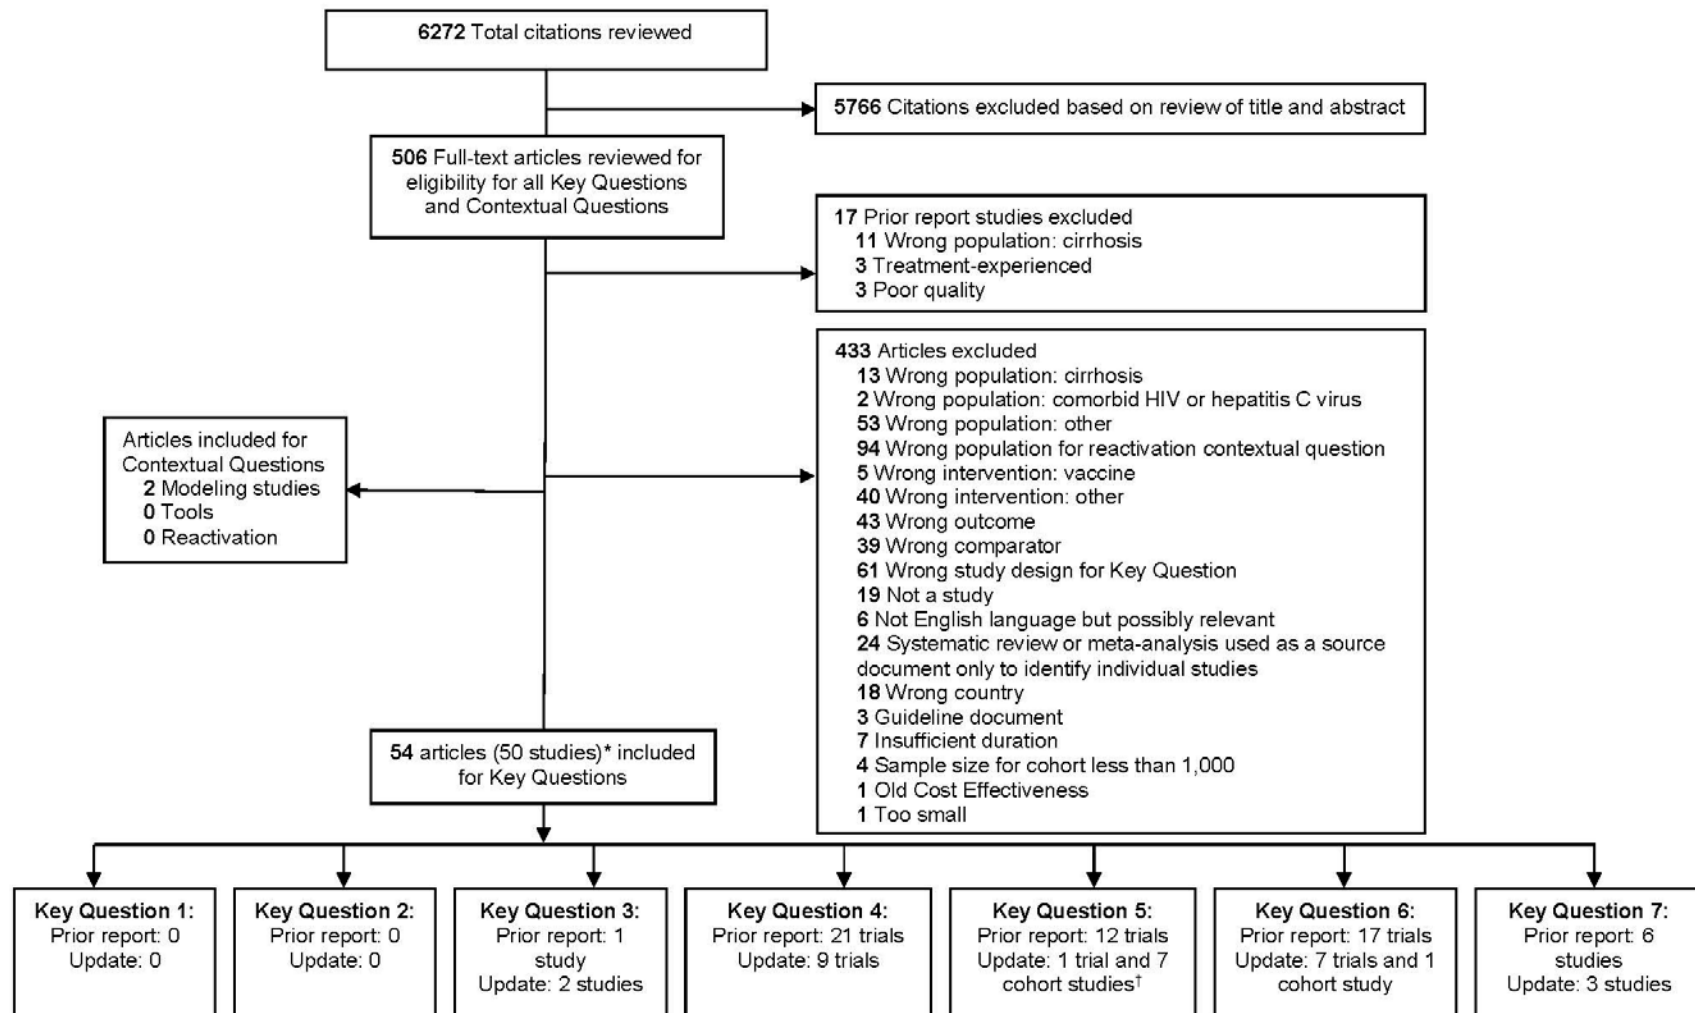 6272 Total citations reviewed
5766 Citations excluded based on review of title and abstract
506 Full-text articles reviewed for
eligibility for all Key Questions
and Contextual Questions
17 Prior report studies excluded
11 Wrong population: cirrhosis
3 Treatment-experienced
3 Poor quality
433 Articles excluded
13 Wrong population: cirrhosis
2 Wrong population: comorbid HIV or hepatitis C virus
53 Wrong population: other
94 Wrong population for reactivation contextual question
5 Wrong intervention: vaccine
40 Wrong intervention: other
43 Wrong outcome
39 Wrong comparator
61 Wrong study design for Key Question
19 Not a study
6 Not English language but possibly relevant
24 Systematic review or meta-analysis used as a source
document only to identify individual studies
18 Wrong country
3 Guideline document
7 Insufficient duration
4 Sample size for cohort less than 1,000
1 Old Cost Effectiveness
1 Too small
Articles included for
Contextual Questions
2 Modeling studies
0 Tools
0 Reactivation
54 articles (50 studies)* included
for Key Questions
Key Question 1:
Prior report: 0
Update: 0
Key Question 2:
Prior report: 0
Update: 0
Key Question 3:
Prior report: 1
study
Update: 2 studies
Key Question 4:
Prior report: 21 trials
Update: 9 trials
Key Question 5:
Prior report: 12 trials
Update: 1 trial and 7
cohort studies†
Key Question 6:
Prior report: 17 trials
Update: 7 trials and 1
cohort study
Key Question 7:
Prior report: 6
studies
Update: 3 studies